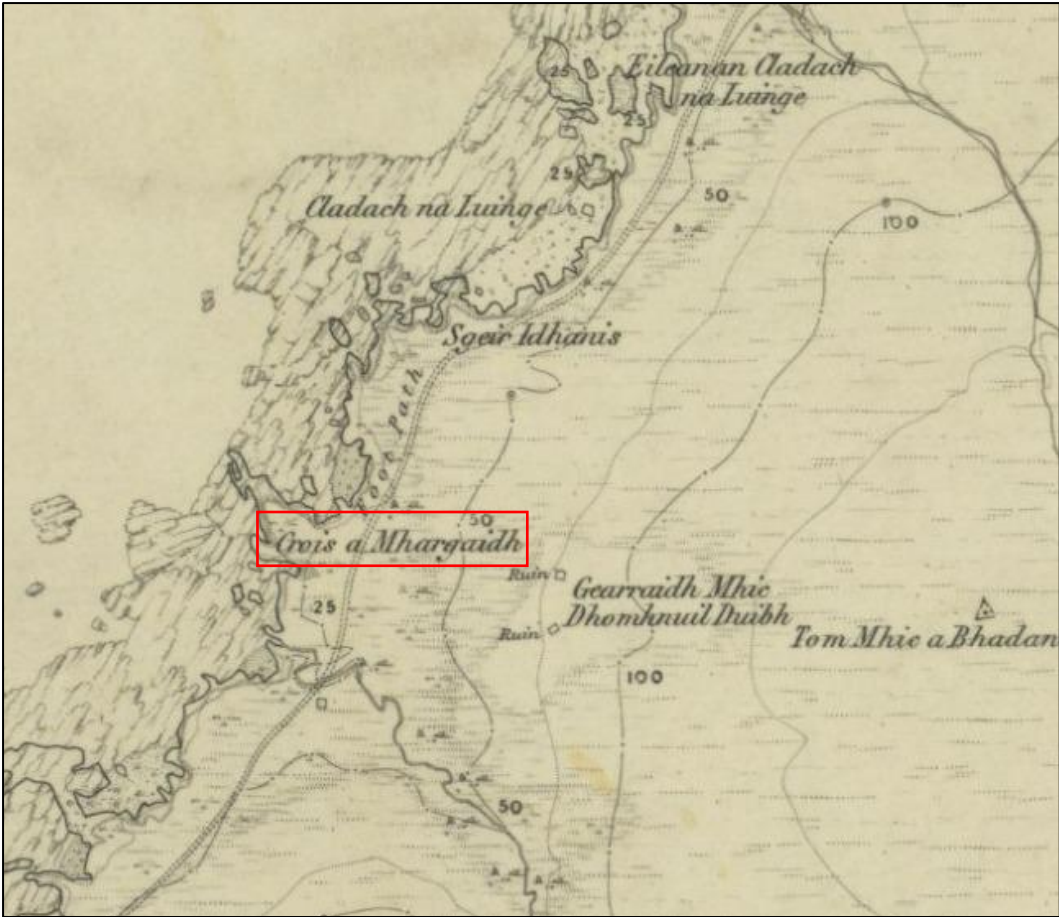 25
Eileanan Cladach
na Luinge
25
25
50
Cladach na Luinge
100
Sgeir Idhanis
Foot Path
50
Crois a Mhargaidh
Ruin
Gearraidh Mhic
Dhomhnuil Duibh
25
Ruin
Tom Mhic a Bhadan
100
50